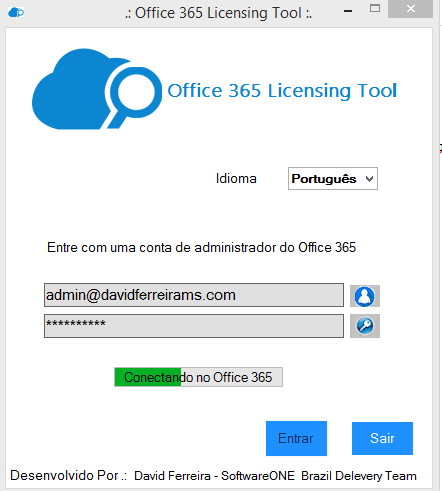 .: Office 365 Licensing Tool :.
Office 365 Licensing Tool
Idioma Português
Entre com uma conta de administrador do Office 365
admin@davidferreirams.com
**********
Conectando no Office 365
Entrar Sair
Desenvolvido Por .: David Ferreira - SoftwareONE Brazil Delevery Team